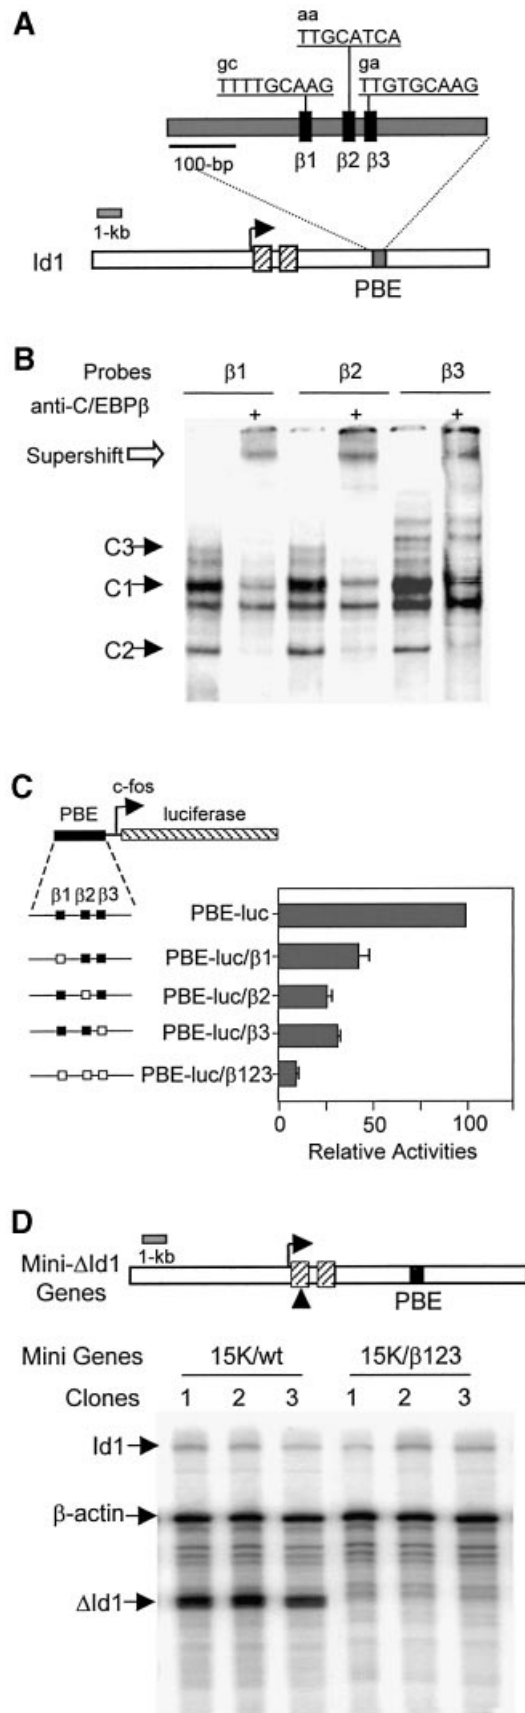 A
aa
TTGCATCA
gc ga
TTTTGCAAG TTGTGCAAG
β1 β2 β3
100-bp
1-kb
Id1
PBE
B
Probes β1 β2 β3
anti-C/EBPβ + + +
Supershift
C3
C1
C2
C
c-fos
PBE luciferase
β1 β2 β3
PBE-luc
PBE-luc/β1
PBE-luc/β2
PBE-luc/β3
PBE-luc/β123
0 50 100
Relative Activities
D
1-kb
Mini-ΔId1
Genes
PBE
Mini Genes 15K/wt 15K/β123
Clones 1 2 3 1 2 3
Id1
β-actin
ΔId1